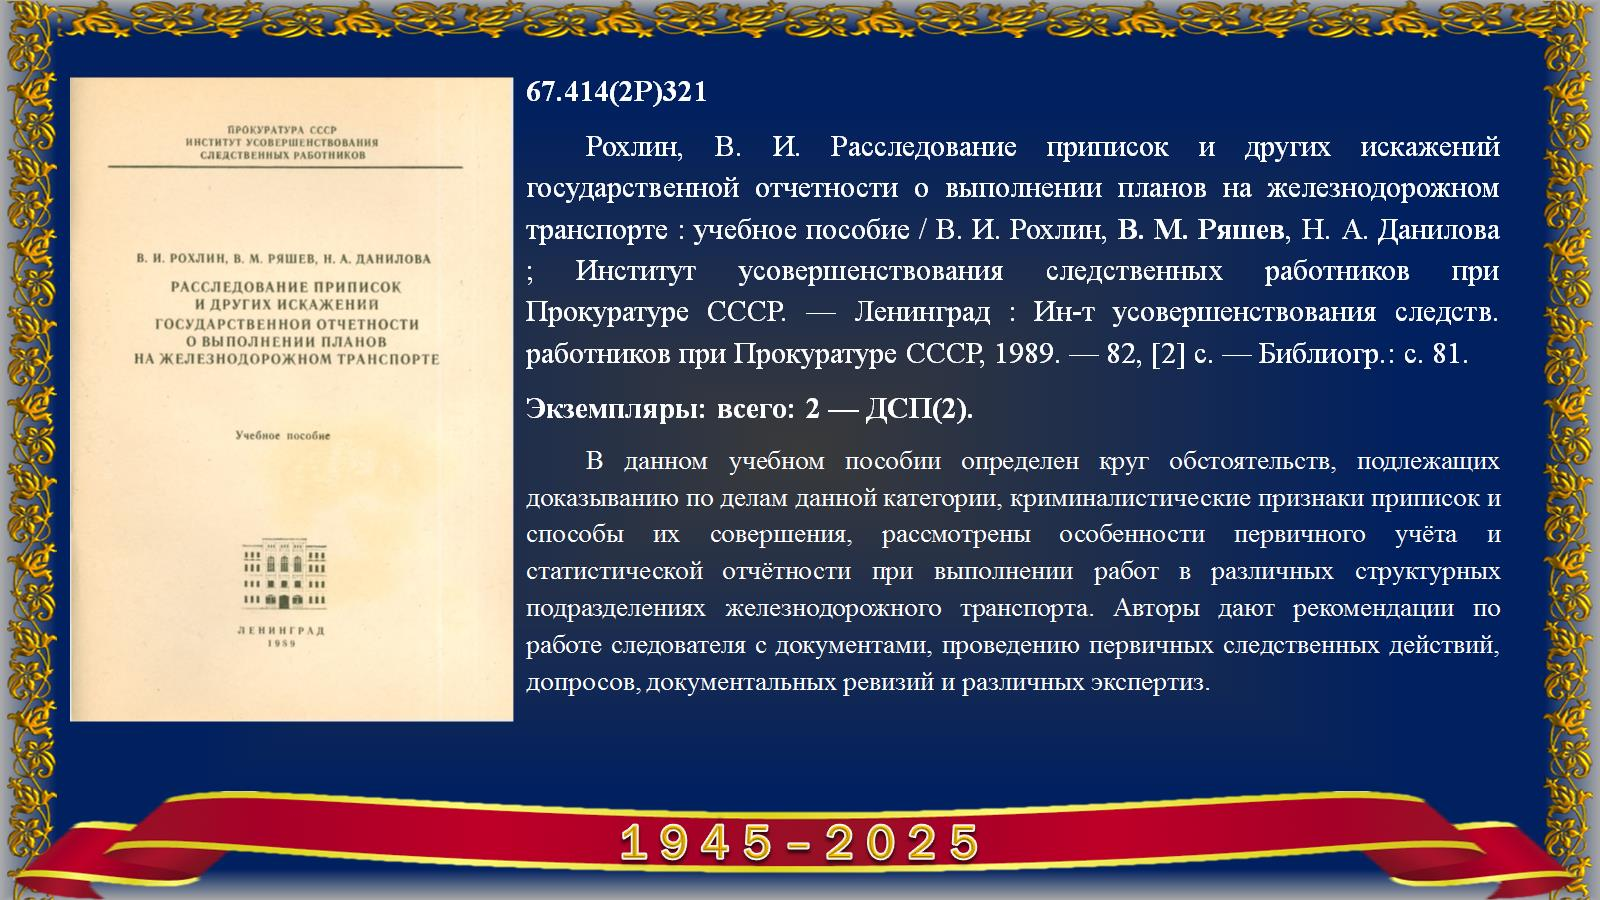 ПРОКУРАТУРА СССР
ИНСТИТУТ УСОВЕРШЕНСТВОВАНИЯ
СЛЕДСТВЕННЫХ РАБОТНИКОВ
В. И. РОХЛИН, В. М. РЯШЕВ, Н. А. ДАНИЛОВА
РАССЛЕДОВАНИЕ ПРИПИСОК
И ДРУГИХ ИСКАЖЕНИЙ
ГОСУДАРСТВЕННОЙ ОТЧЕТНОСТИ
О ВЫПОЛНЕНИИ ПЛАНОВ
НА ЖЕЛЕЗНОДОРОЖНОМ ТРАНСПОРТЕ
Учебное пособие
ЛЕНИНГРАД
1989
67.414(2Р)321
Рохлин, В. И. Расследование приписок и других искажений
государственной отчетности о выполнении планов на железнодорожном
транспорте : учебное пособие / В. И. Рохлин, В. М. Ряшев, Н. А. Данилова
; Институт усовершенствования следственных работников при
Прокуратуре СССР. — Ленинград : Ин-т усовершенствования следств.
работников при Прокуратуре СССР, 1989. — 82, [2] с. — Библиогр.: с. 81.
Экземпляры: всего: 2 — ДСП(2).
В данном учебном пособии определен круг обстоятельств, подлежащих
доказыванию по делам данной категории, криминалистические признаки приписок и
способы их совершения, рассмотрены особенности первичного учёта и
статистической отчётности при выполнении работ в различных структурных
подразделениях железнодорожного транспорта. Авторы дают рекомендации по
работе следователя с документами, проведению первичных следственных действий,
допросов, документальных ревизий и различных экспертиз.
1945–2025